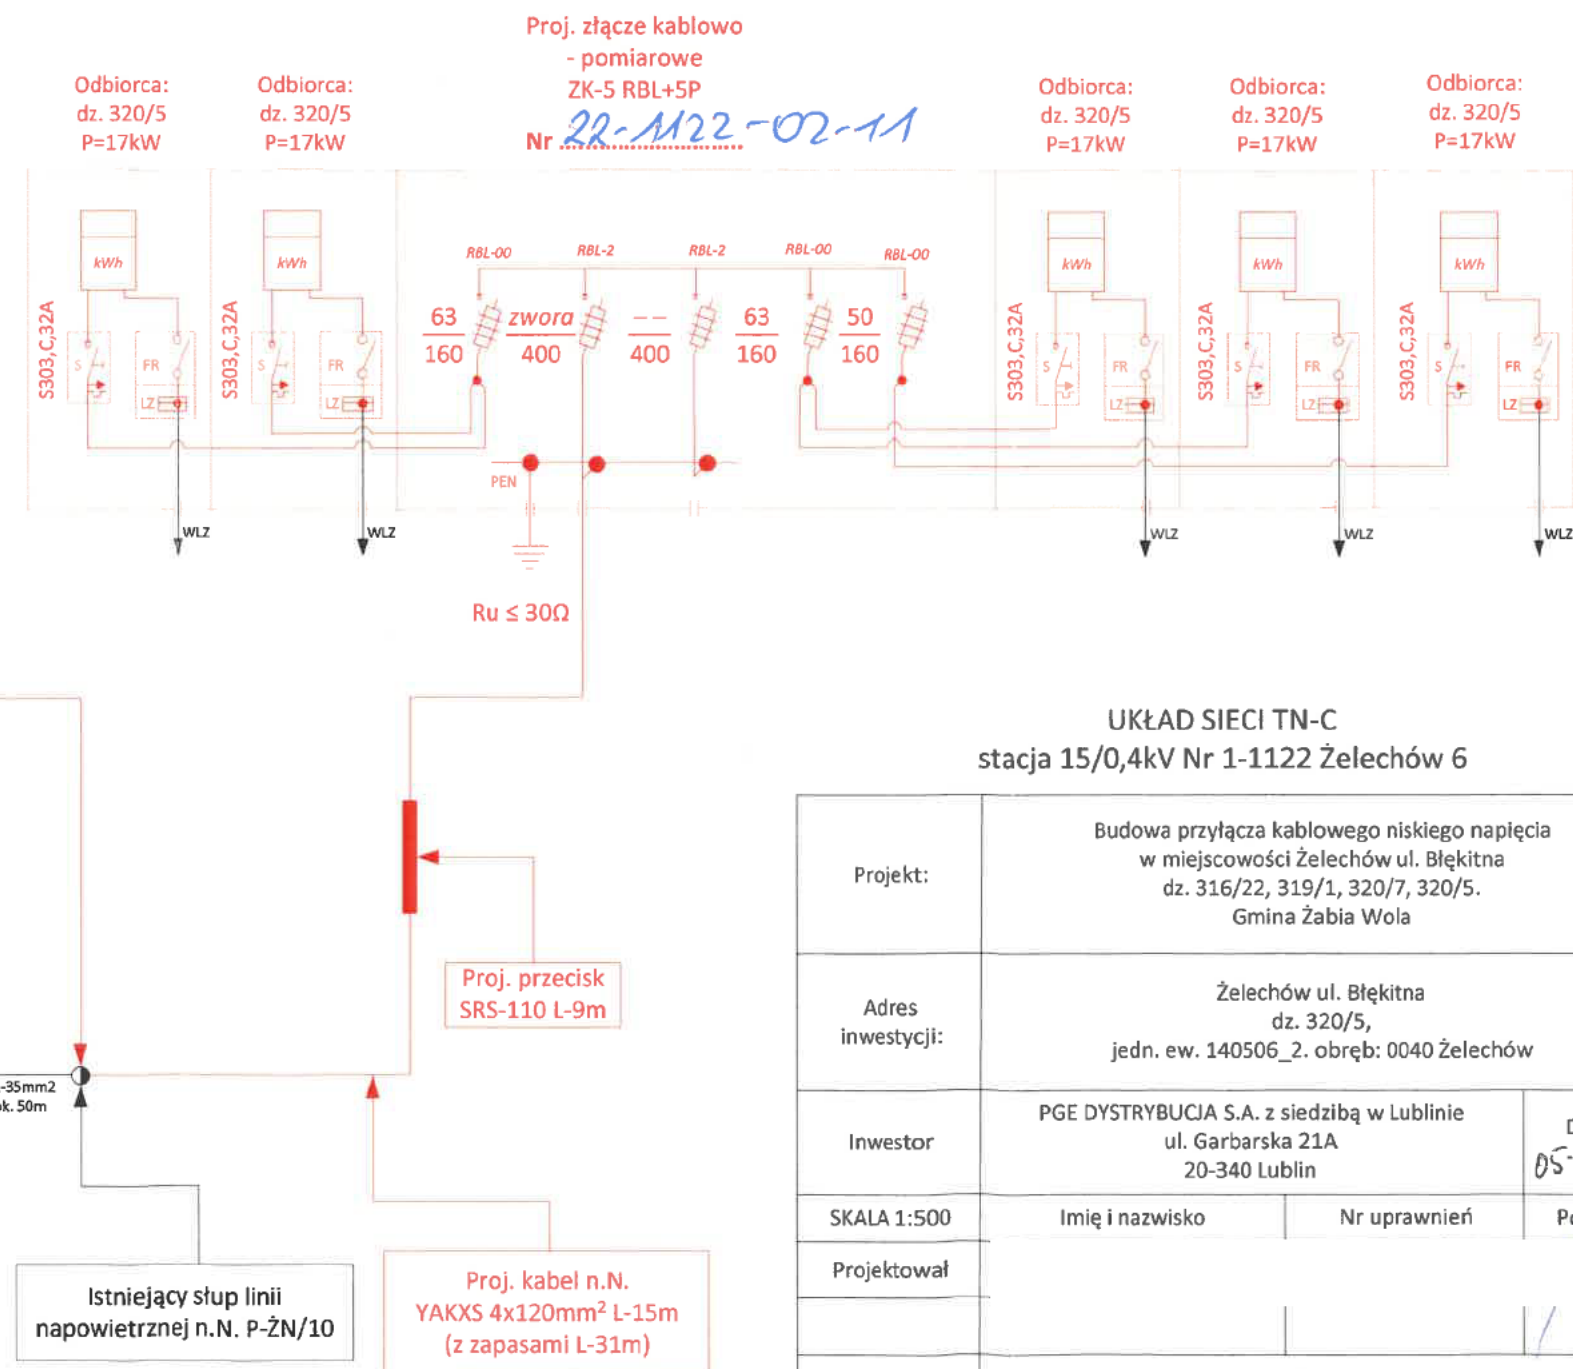 Proj. złącze kablowo
- pomiarowe
ZK-5 RBL+5P
Nr 22-1122-02-11
Odbiorca:
dz. 320/5
P=17kW
Odbiorca:
dz. 320/5
P=17kW
Odbiorca:
dz. 320/5
P=17kW
Odbiorca:
dz. 320/5
P=17kW
Odbiorca:
dz. 320/5
P=17kW
kWh
S303,C,32A
S
FR
LZ
WLZ
kWh
S303,C,32A
S
FR
LZ
WLZ
RBL-00
RBL-2
RBL-2
RBL-00
RBL-00
63
160
zwora
400
--
400
63
160
50
160
PEN
Ru ≤ 30Ω
kWh
S303,C,32A
S
FR
LZ
WLZ
kWh
S303,C,32A
S
FR
LZ
WLZ
kWh
S303,C,32A
S
FR
LZ
WLZ
Proj. przecisk
SRS-110 L-9m
-35mm2
k. 50m
Istniejący słup linii
napowietrznej n.N. P-ŻN/10
Proj. kabel n.N.
YAKXS 4x120mm² L-15m
(z zapasami L-31m)
UKŁAD SIECI TN-C
stacja 15/0,4kV Nr 1-1122 Żelechów 6
Projekt:
Budowa przyłącza kablowego niskiego napięcia
w miejscowości Żelechów ul. Błękitna
dz. 316/22, 319/1, 320/7, 320/5.
Gmina Żabia Wola
Adres
inwestycji:
Żelechów ul. Błękitna
dz. 320/5,
jedn. ew. 140506_2. obręb: 0040 Żelechów
Inwestor
PGE DYSTRYBUCJA S.A. z siedzibą w Lublinie
ul. Garbarska 21A
20-340 Lublin
05-
SKALA 1:500
Imię i nazwisko
Nr uprawnień
Projektował